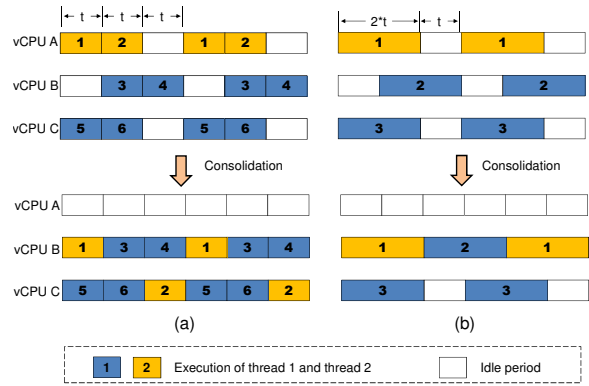 t t t
vCPU A 1 2 1 2
vCPU B 3 4 3 4
vCPU C 5 6 5 6
Consolidation
vCPU A
vCPU B 1 3 4 1 3 4
vCPU C 5 6 2 5 6 2
(a)
2*t t
1 1
2 2
3 3
Consolidation
1 2 1
3 3
(b)
1 2 Execution of thread 1 and thread 2 Idle period